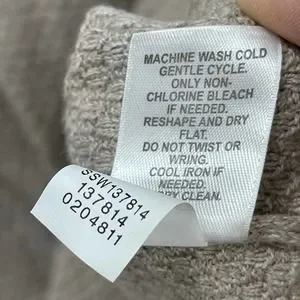 MACHINE WASH COLD
GENTLE CYCLE.
ONLY NON-
CHLORINE BLEACH
IF NEEDED.
RESHAPE AND DRY
FLAT.
DO NOT TWIST OR
WRING.
COOL IRON IF
NEEDED.
DRY CLEAN.
SSW137814
137814
0204811